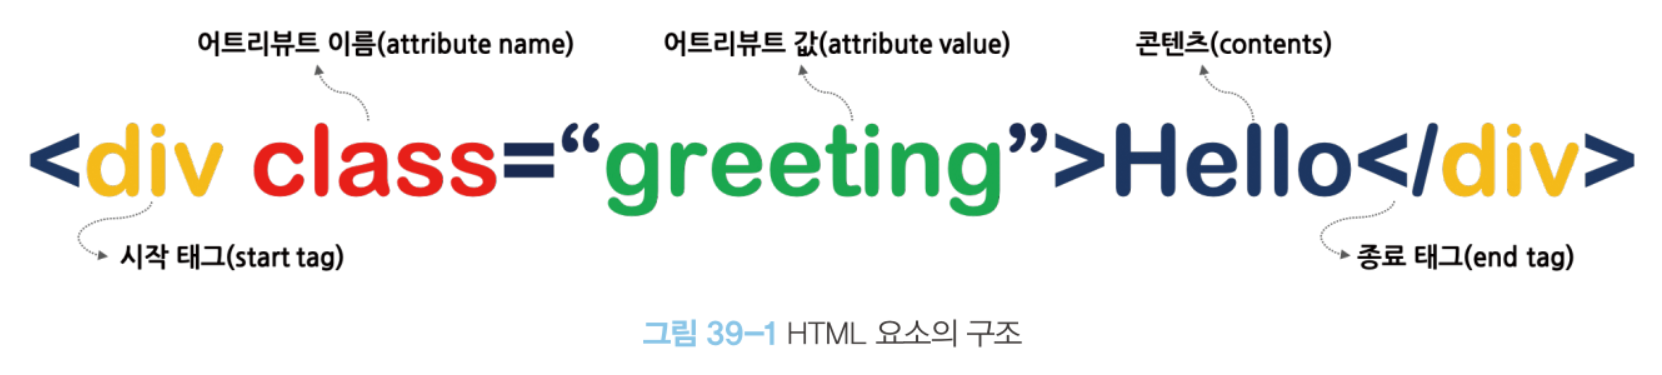 어트리뷰트 이름(attribute name) 어트리뷰트 값(attribute value) 콘텐츠(contents)
<div class=“greeting”>Hello</div>
시작 태그(start tag) 종료 태그(end tag)
그림 39-1 HTML 요소의 구조